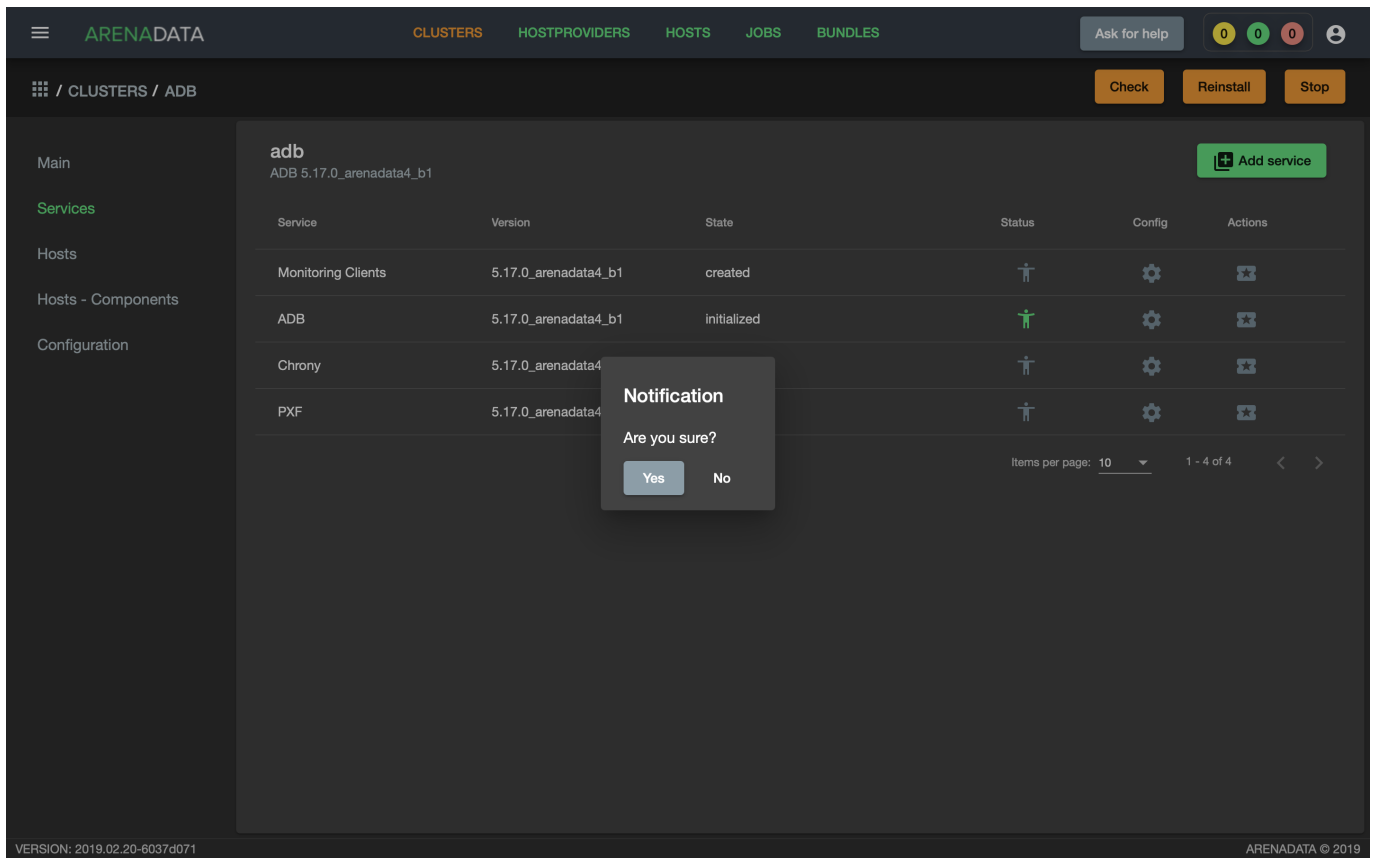 ARENADATA CLUSTERS HOSTPROVIDERS HOSTS JOBS BUNDLES Ask for help 0 0 0
/ CLUSTERS / ADB Check Reinstall Stop
Main
Services
Hosts
Hosts - Components
Configuration
adb
ADB 5.17.0_arenadata4_b1
Add service
Service Version State Status Config Actions
Monitoring Clients 5.17.0_arenadata4_b1 created
ADB 5.17.0_arenadata4_b1 initialized
Chrony 5.17.0_arenadata4
PXF 5.17.0_arenadata4
Notification
Are you sure?
Yes No
Items per page: 10 1 - 4 of 4
VERSION: 2019.02.20-6037d071 ARENADATA © 2019